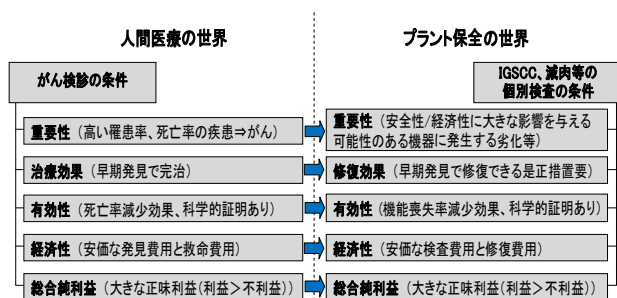 人間医療の世界
プラント保全の世界
がん検診の条件
IGSCC、減肉等の
個別検査の条件
重要性（高い罹患率、死亡率の疾患⇒がん）
重要性（安全性/経済性に大きな影響を与える
可能性のある機器に発生する劣化等）
治療効果（早期発見で完治）
修復効果（早期発見で修復できる是正措置要）
有効性（死亡率減少効果、科学的証明あり）
有効性（機能喪失率減少効果、科学的証明あり）
経済性（安価な発見費用と救命費用）
経済性（安価な検査費用と修復費用）
総合純利益（大きな正味利益(利益＞不利益)）
総合純利益（大きな正味利益(利益＞不利益)）